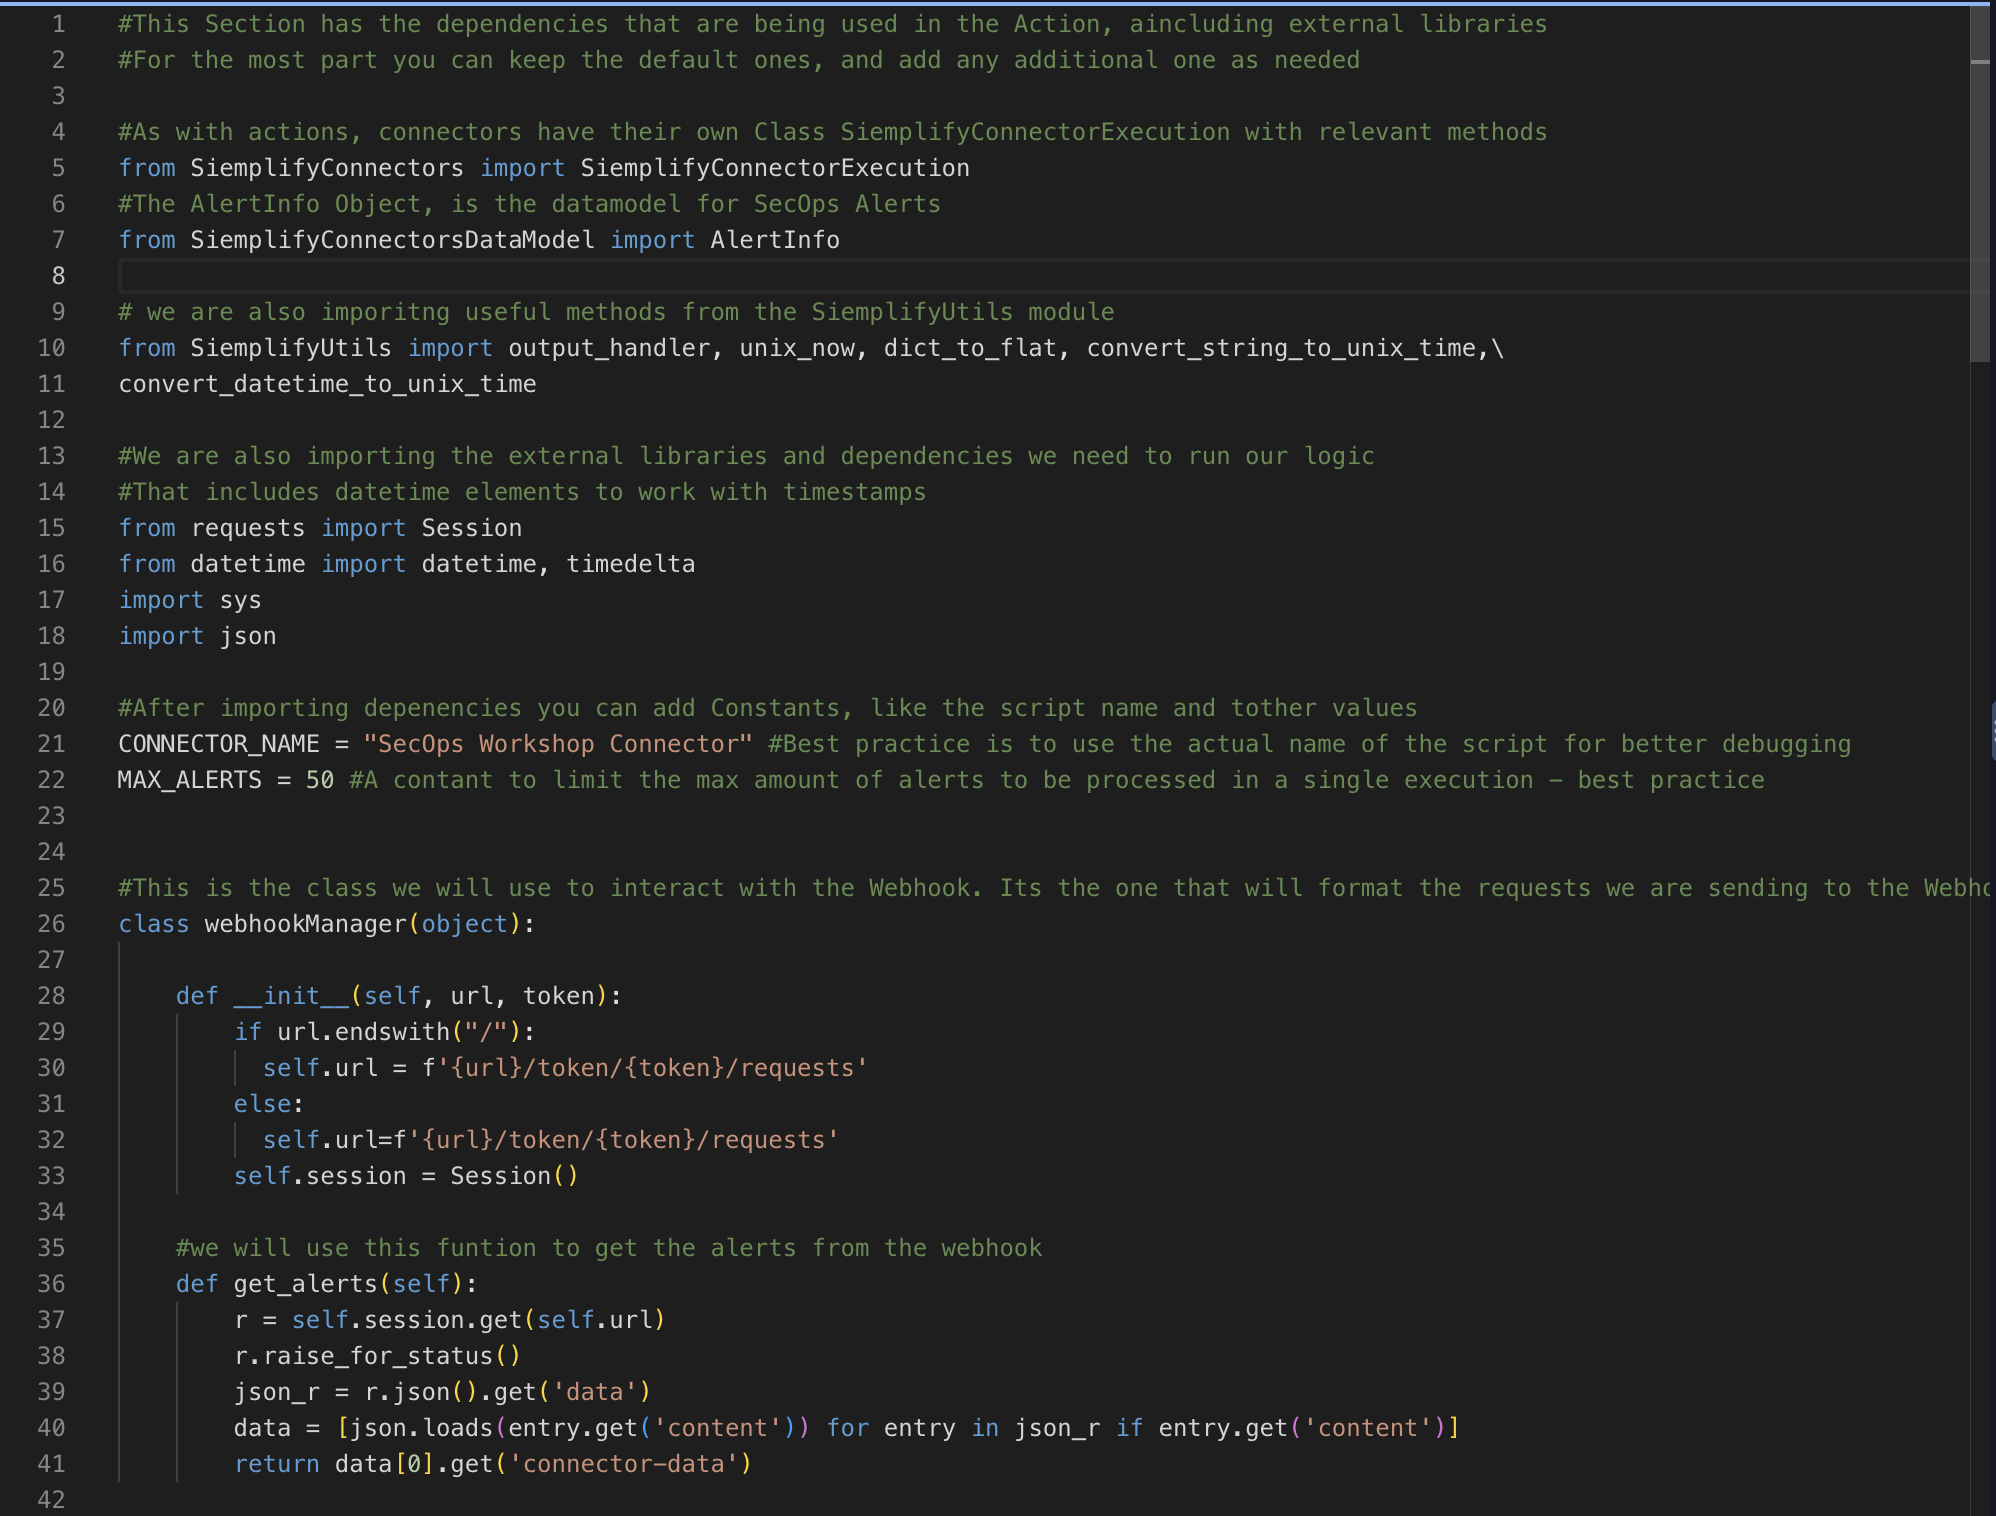 1 #This Section has the dependencies that are being used in the Action, aincluding external libraries
2 #For the most part you can keep the default ones, and add any additional one as needed
3
4 #As with actions, connectors have their own Class SiemplifyConnectorExecution with relevant methods
5 from SiemplifyConnectors import SiemplifyConnectorExecution
6 #The AlertInfo Object, is the datamodel for SecOps Alerts
7 from SiemplifyConnectorsDataModel import AlertInfo
8
9 # we are also imporitng useful methods from the SiemplifyUtils module
10 from SiemplifyUtils import output_handler, unix_now, dict_to_flat, convert_string_to_unix_time,\
11 convert_datetime_to_unix_time
12
13 #We are also importing the external libraries and dependencies we need to run our logic
14 #That includes datetime elements to work with timestamps
15 from requests import Session
16 from datetime import datetime, timedelta
17 import sys
18 import json
19
20 #After importing depenencies you can add Constants, like the script name and tother values
21 CONNECTOR_NAME = "SecOps Workshop Connector" #Best practice is to use the actual name of the script for better debugging
22 MAX_ALERTS = 50 #A contant to limit the max amount of alerts to be processed in a single execution - best practice
23
24
25 #This is the class we will use to interact with the Webhook. Its the one that will format the requests we are sending to the
26 class webhookManager(object):
27
28     def __init__(self, url, token):
29         if url.endswith("/"):
30           self.url = f'{url}/token/{token}/requests'
31         else:
32           self.url=f'{url}/token/{token}/requests'
33         self.session = Session()
34
35     #we will use this funtion to get the alerts from the webhook
36     def get_alerts(self):
37         r = self.session.get(self.url)
38         r.raise_for_status()
39         json_r = r.json().get('data')
40         data = [json.loads(entry.get('content')) for entry in json_r if entry.get('content')]
41         return data[0].get('connector-data')
42